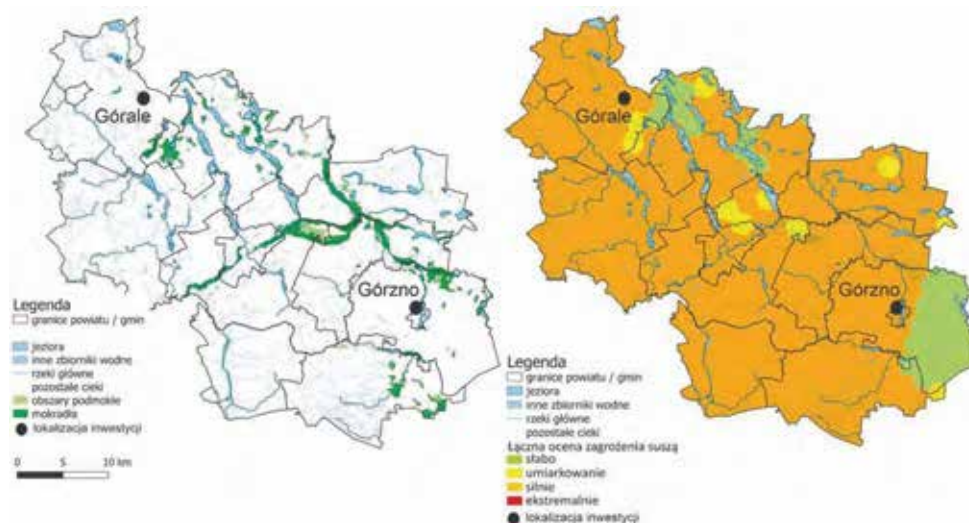 Górale
Górzno
Legenda
granice powiatu / gmin
jeziora
inne zbiorniki wodne
rzeki główne
pozostałe cieki
obszary podmokłe
mokradła
lokalizacja inwestycji
0 5 10 km
Górale
Górzno
Legenda
granice powiatu / gmin
jeziora
inne zbiorniki wodne
rzeki główne
pozostałe cieki
Łączna ocena zagrożenia suszą
słabo
umiarkowanie
silnie
ekstremalnie
lokalizacja inwestycji